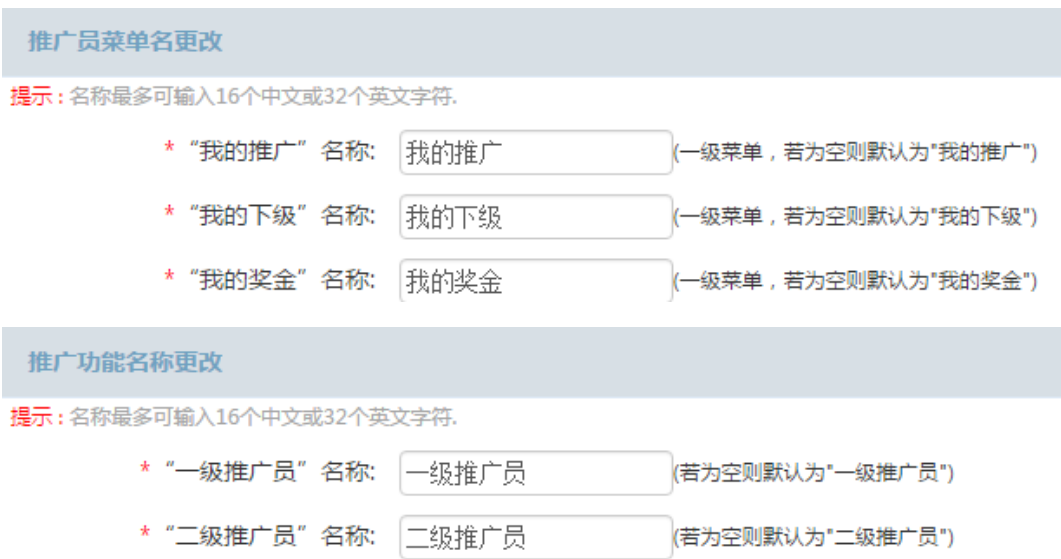 推广员菜单名更改
提示：名称最多可输入16个中文或32个英文字符.
* “我的推广” 名称: 我的推广 (一级菜单，若为空则默认为"我的推广")
* “我的下级” 名称: 我的下级 (一级菜单，若为空则默认为"我的下级")
* “我的奖金” 名称: 我的奖金 (一级菜单，若为空则默认为"我的奖金")
推广功能名称更改
提示：名称最多可输入16个中文或32个英文字符.
* “一级推广员” 名称: 一级推广员 (若为空则默认为"一级推广员")
* “二级推广员” 名称: 二级推广员 (若为空则默认为"二级推广员")